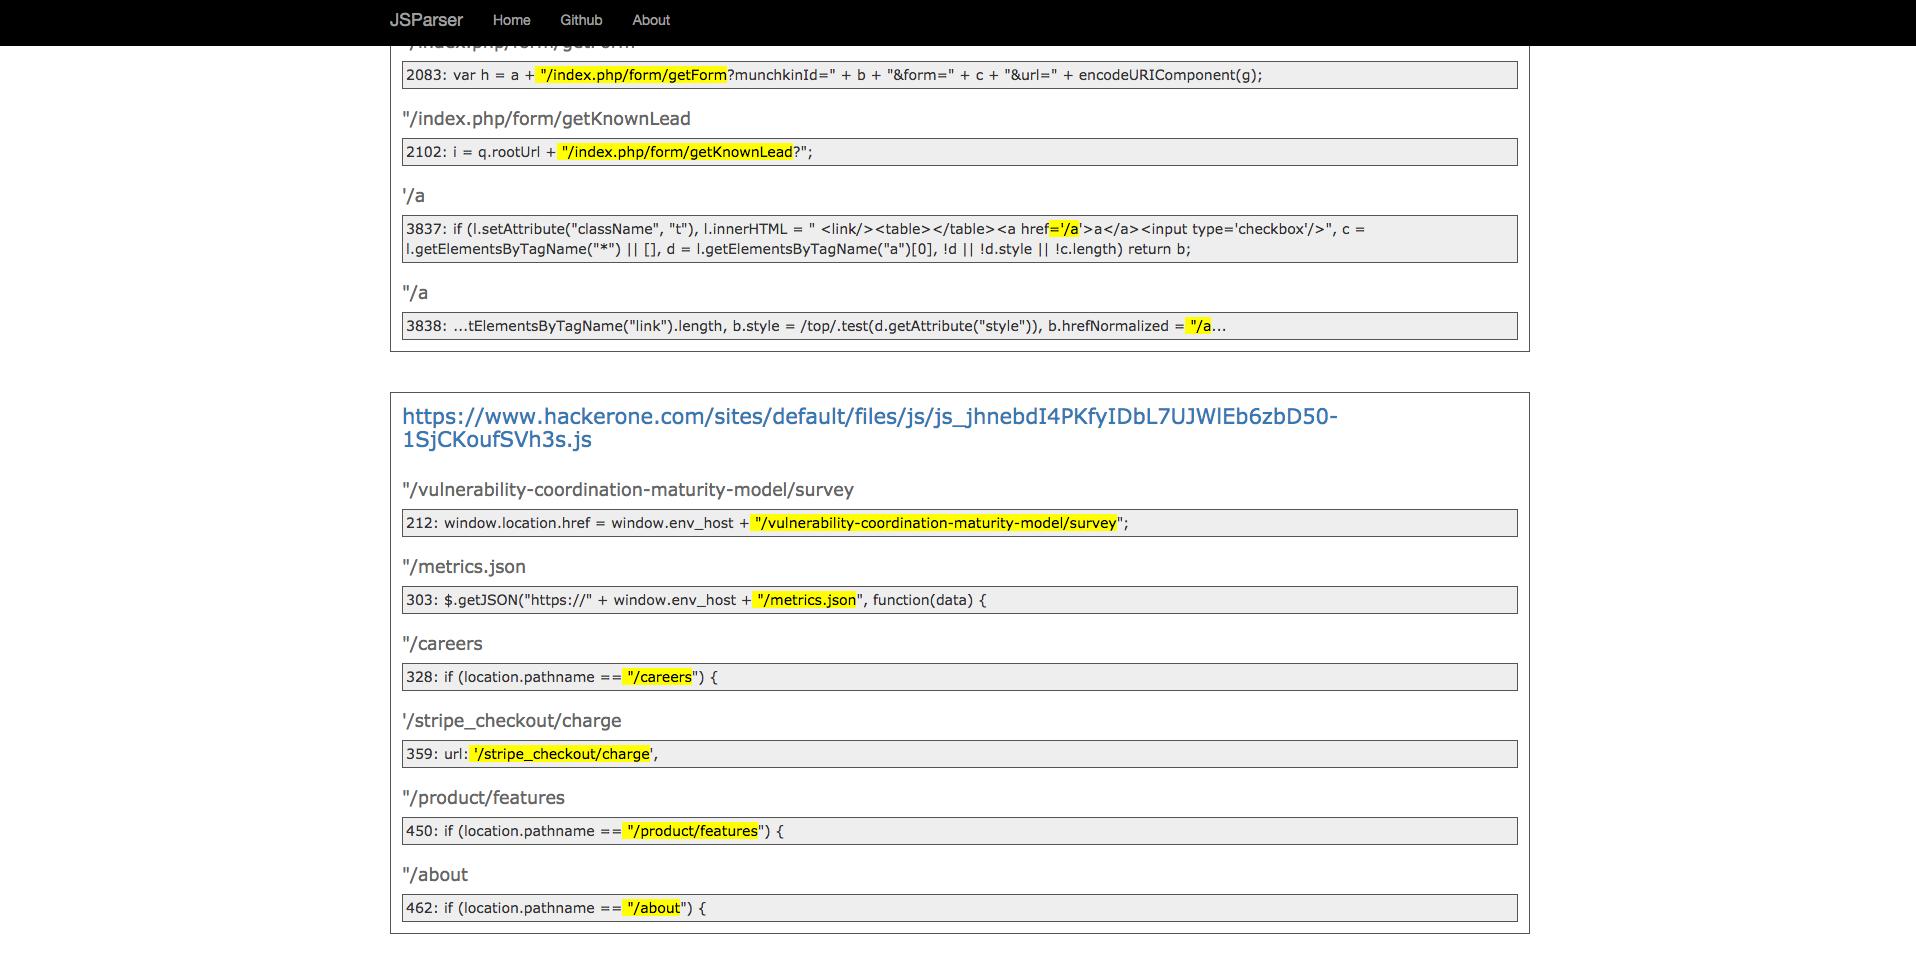 JSParser Home Github About
"/index.php/form/getForm
2083: var h = a + "/index.php/form/getForm?munchkinId=" + b + "&form=" + c + "&url=" + encodeURIComponent(g);
"/index.php/form/getKnownLead
2102: i = q.rootUrl + "/index.php/form/getKnownLead?";
'/a
3837: if (l.setAttribute("className", "t"), l.innerHTML = " <link/><table></table><a href='/a'>a</a><input type='checkbox'/>", c =
l.getElementsByTagName("*") || [], d = l.getElementsByTagName("a")[0], !d || !d.style || !c.length) return b;
"/a
3838: ...tElementsByTagName("link").length, b.style = /top/.test(d.getAttribute("style")), b.hrefNormalized = "/a...
https://www.hackerone.com/sites/default/files/js/js_jhnebdI4PKfyIDbL7UJWlEb6zbD50-
1SjCKoufSVh3s.js
"/vulnerability-coordination-maturity-model/survey
212: window.location.href = window.env_host + "/vulnerability-coordination-maturity-model/survey";
"/metrics.json
303: $.getJSON("https://" + window.env_host + "/metrics.json", function(data) {
"/careers
328: if (location.pathname == "/careers") {
'/stripe_checkout/charge
359: url: '/stripe_checkout/charge',
"/product/features
450: if (location.pathname == "/product/features") {
"/about
462: if (location.pathname == "/about") {